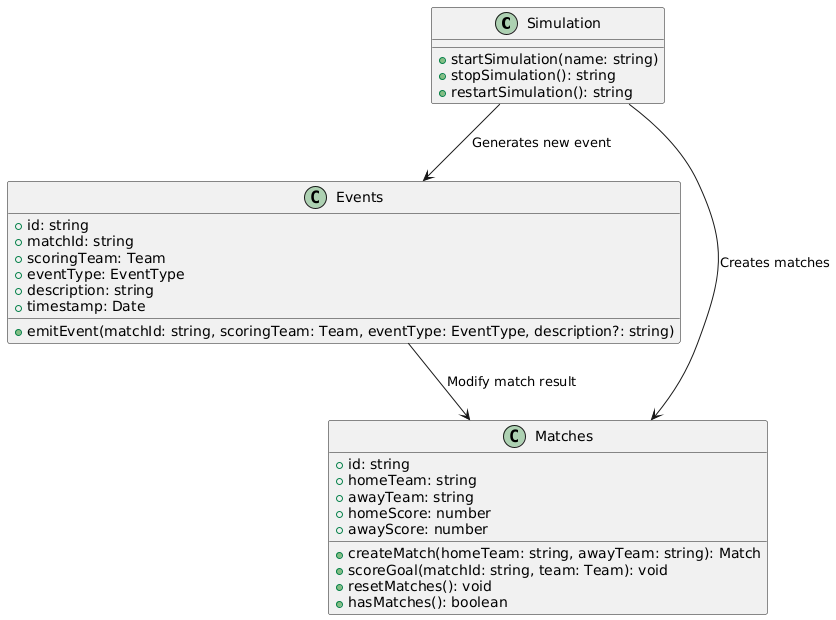 C Simulation
+startSimulation(name: string)
stopSimulation(): string
restartSimulation(): string
Generates new event
C Events
id: string
matchId: string
scoringTeam: Team
eventType: EventType
description: string
timestamp: Date
emitEvent(matchId: string, scoringTeam: Team, eventType: EventType, description?: string)
Creates matches
Modify match result
C Matches
id: string
homeTeam: string
awayTeam: string
homeScore: number
awayScore: number
createMatch(homeTeam: string, awayTeam: string): Match
scoreGoal(matchId: string, team: Team): void
resetMatches(): void
hasMatches(): boolean